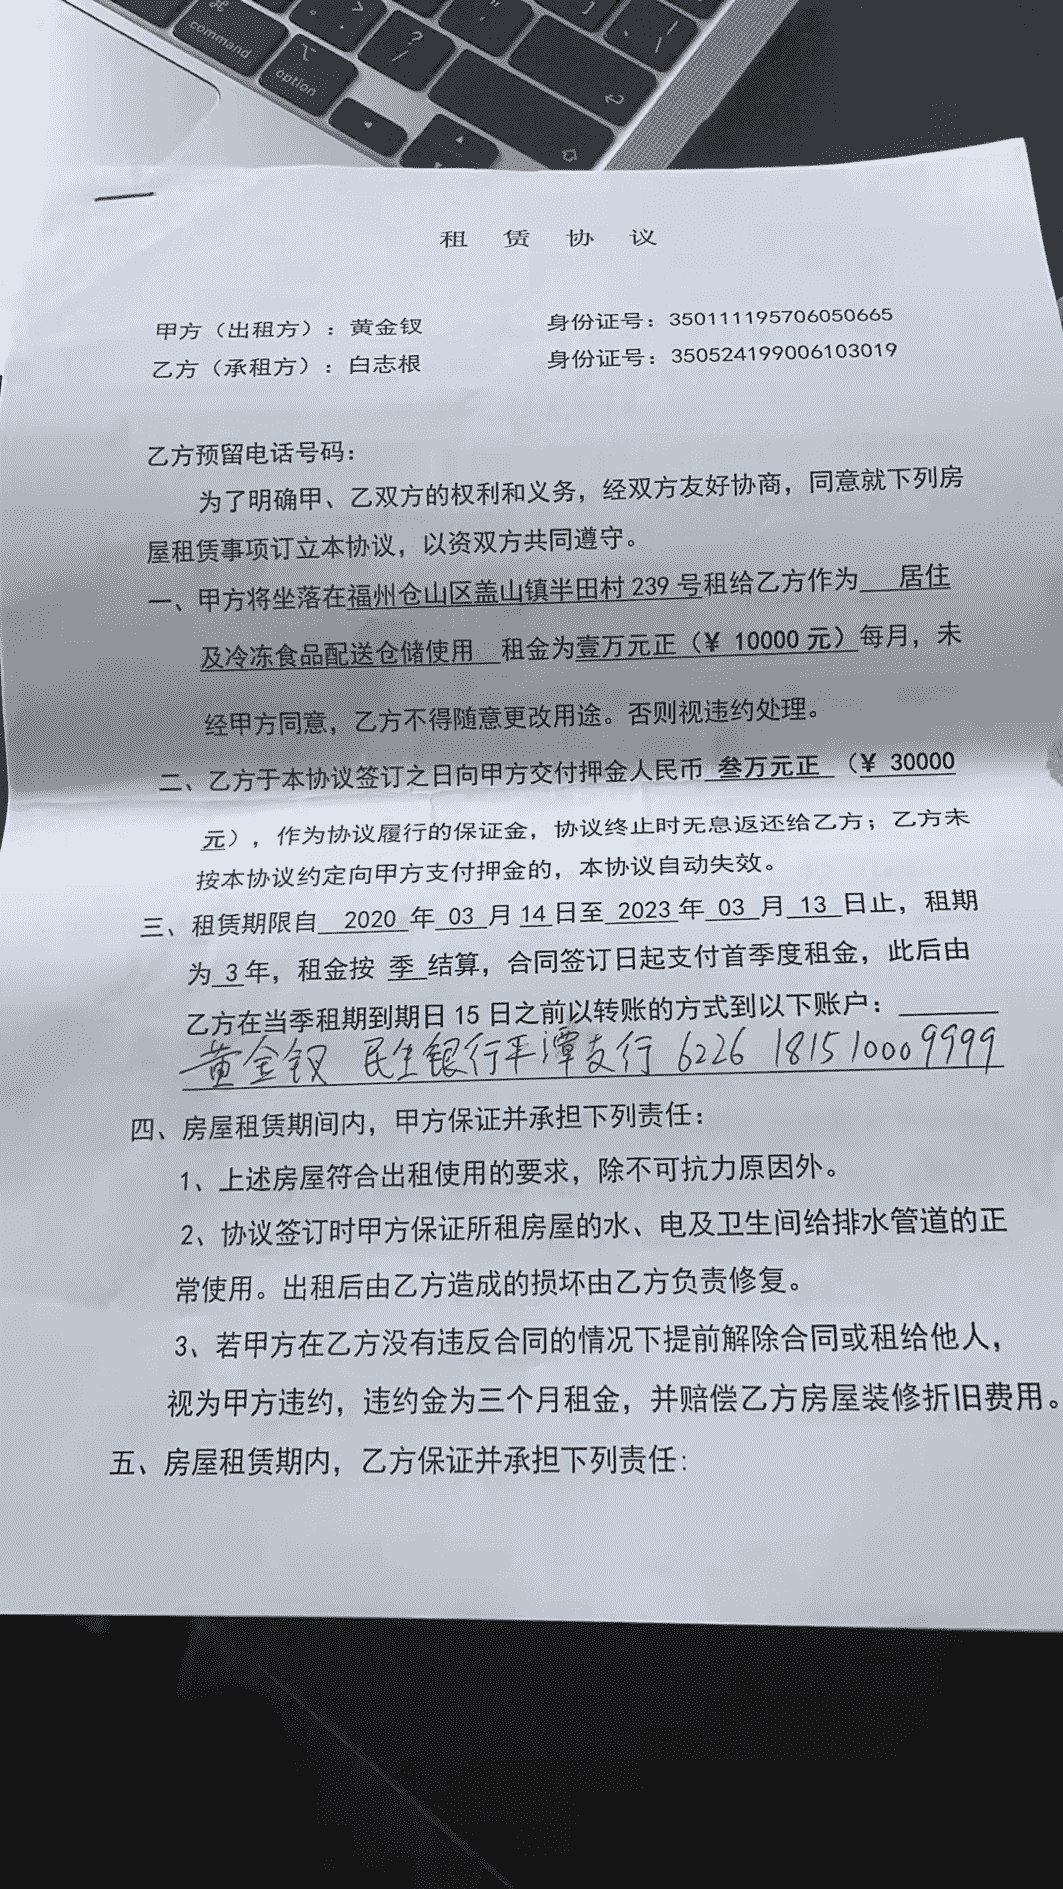 command
option
租 赁 协 议
甲方（出租方）：黄金钗 身份证号：350111195706050665
乙方（承租方）：白志根 身份证号：350524199006103019
乙方预留电话号码：
为了明确甲、乙双方的权利和义务，经双方友好协商，同意就下列房
屋租赁事项订立本协议，以资双方共同遵守。
一、甲方将坐落在福州仓山区盖山镇半田村 239 号租给乙方作为 居住
及冷冻食品配送仓储使用 租金为壹万元正（¥ 10000 元）每月，未
经甲方同意，乙方不得随意更改用途。否则视违约处理。
二、乙方于本协议签订之日向甲方交付押金人民币 叁万元正 （¥ 30000
元），作为协议履行的保证金，协议终止时无息返还给乙方；乙方未
按本协议约定向甲方支付押金的，本协议自动失效。
三、租赁期限自 2020 年 03 月 14 日至 2023 年 03 月 13 日止，租期
为 3 年，租金按 季 结算，合同签订日起支付首季度租金，此后由
乙方在当季租期到期日 15 日之前以转账的方式到以下账户：
黄金钗 民生银行平潭支行 6226 1815 1000 9999
四、房屋租赁期间内，甲方保证并承担下列责任：
1、上述房屋符合出租使用的要求，除不可抗力原因外。
2、协议签订时甲方保证所租房屋的水、电及卫生间给排水管道的正
常使用。出租后由乙方造成的损坏由乙方负责修复。
3、若甲方在乙方没有违反合同的情况下提前解除合同或租给他人，
视为甲方违约，违约金为三个月租金，并赔偿乙方房屋装修折旧费用。
五、房屋租赁期内，乙方保证并承担下列责任：